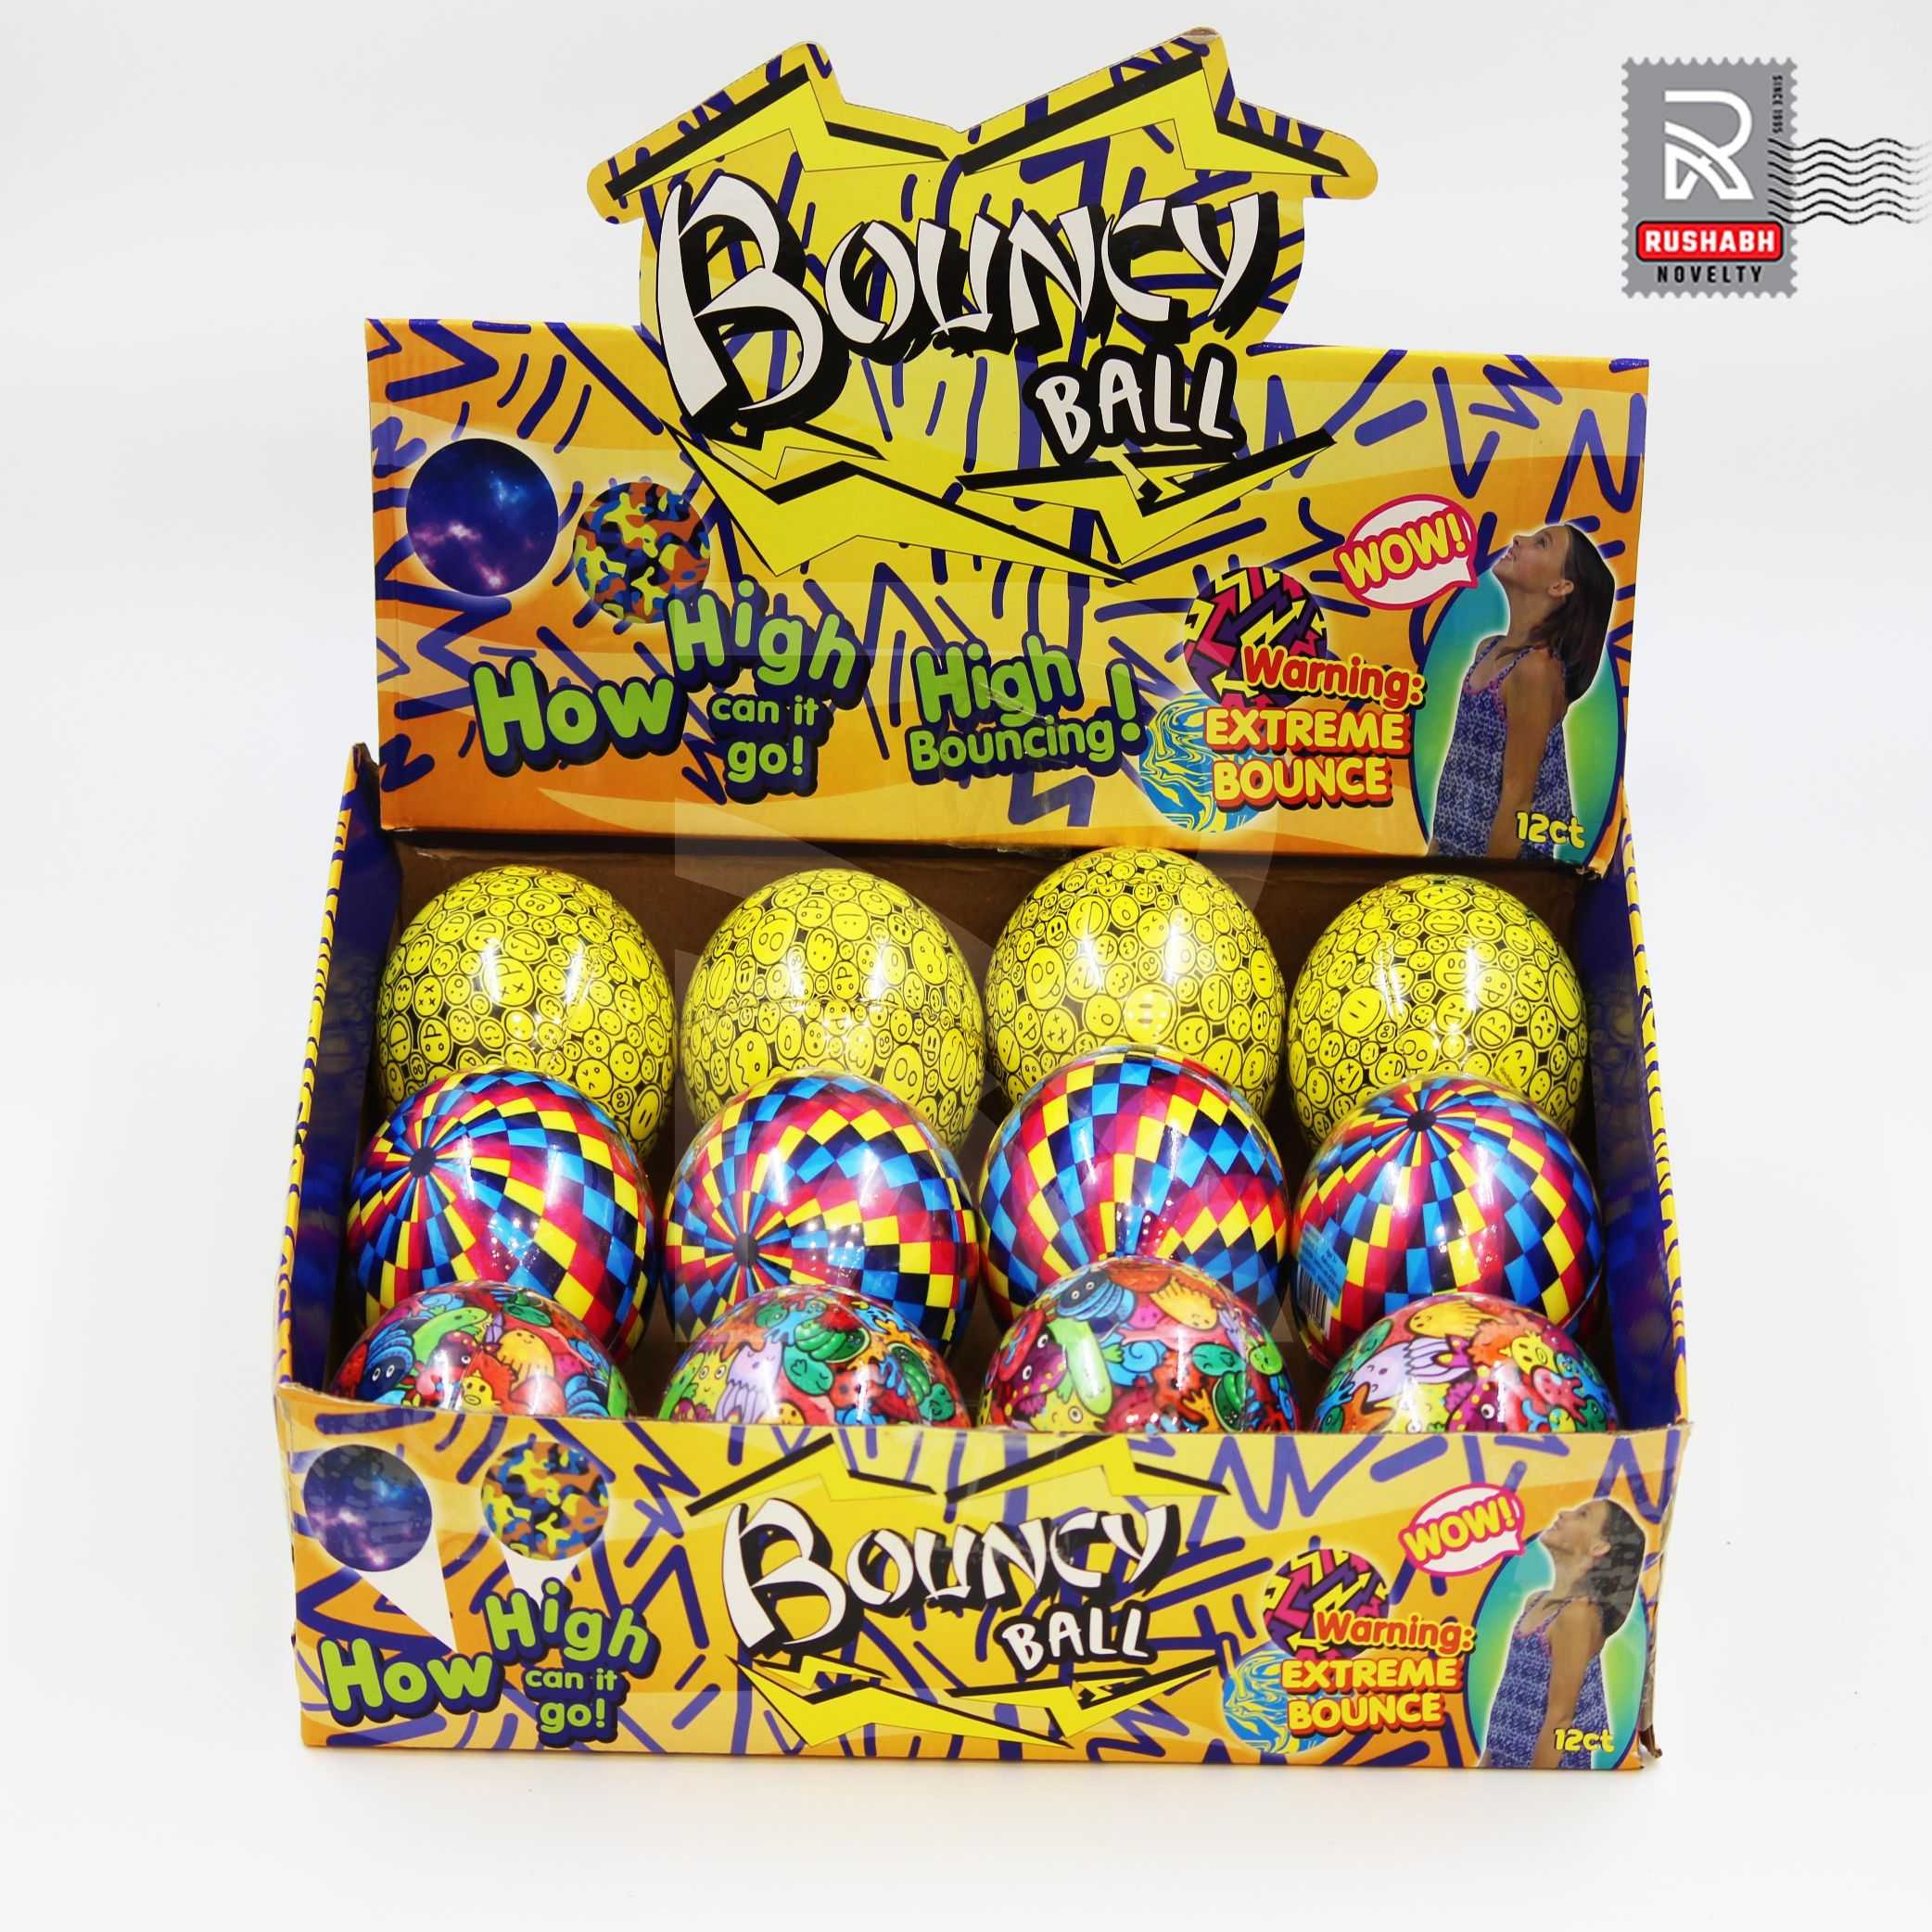 SINCE 1995
RUSHABH
NOVELTY
BOUNCY
BALL
WOW!
How High can it go!
High
Bouncing!
Warning:
EXTREME
BOUNCE
12ct
BOUNCY
BALL
WOW!
How High can it go!
Warning:
EXTREME
BOUNCE
12ct